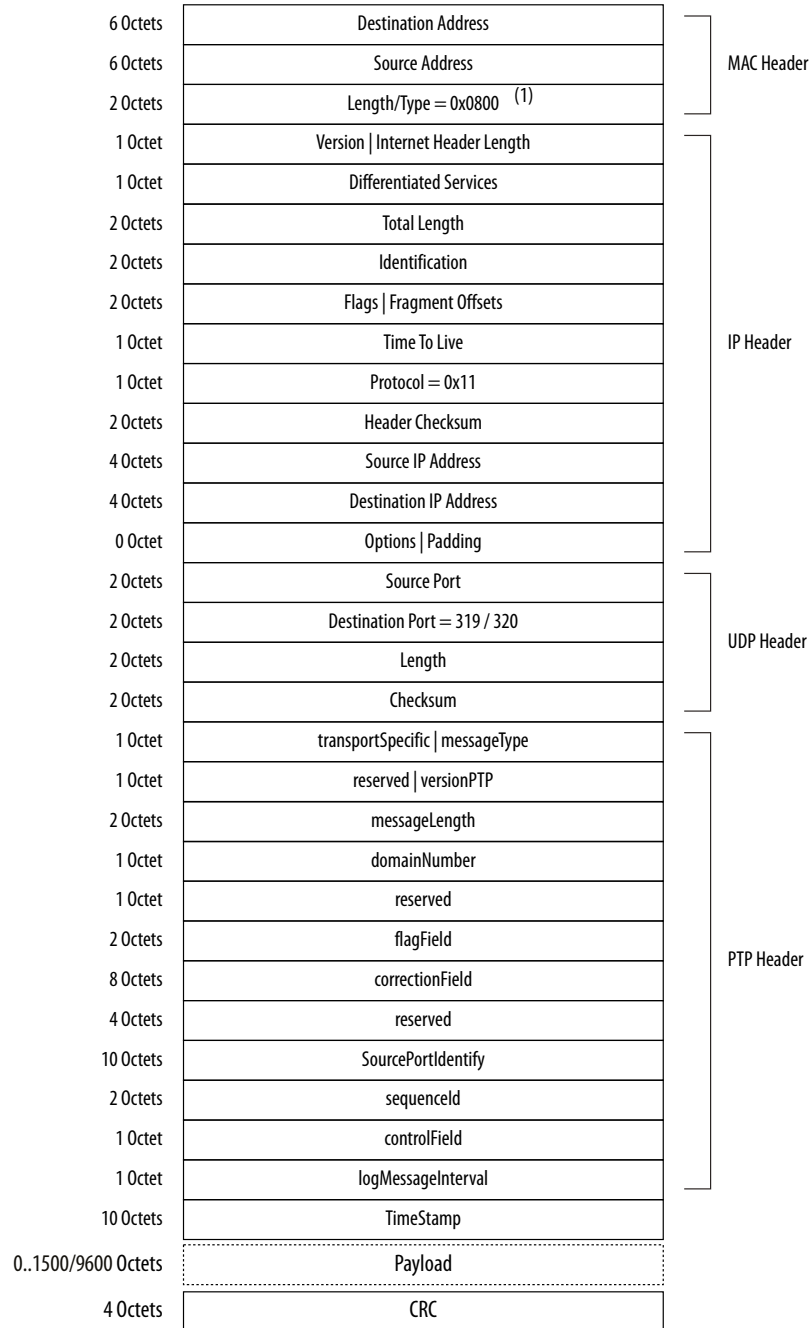 6 Octets Destination Address
6 Octets Source Address MAC Header
2 Octets Length/Type = 0x0800 (1)
1 Octet Version | Internet Header Length
1 Octet Differentiated Services
2 Octets Total Length
2 Octets Identification
2 Octets Flags | Fragment Offsets
1 Octet Time To Live IP Header
1 Octet Protocol = 0x11
2 Octets Header Checksum
4 Octets Source IP Address
4 Octets Destination IP Address
0 Octet Options | Padding
2 Octets Source Port
2 Octets Destination Port = 319 / 320
UDP Header
2 Octets Length
2 Octets Checksum
1 Octet transportSpecific | messageType
1 Octet reserved | versionPTP
2 Octets messageLength
1 Octet domainNumber
1 Octet reserved
2 Octets flagField
PTP Header
8 Octets correctionField
4 Octets reserved
10 Octets SourcePortIdentify
2 Octets sequenceId
1 Octet controlField
1 Octet logMessageInterval
10 Octets TimeStamp
0..1500/9600 Octets Payload
4 Octets CRC